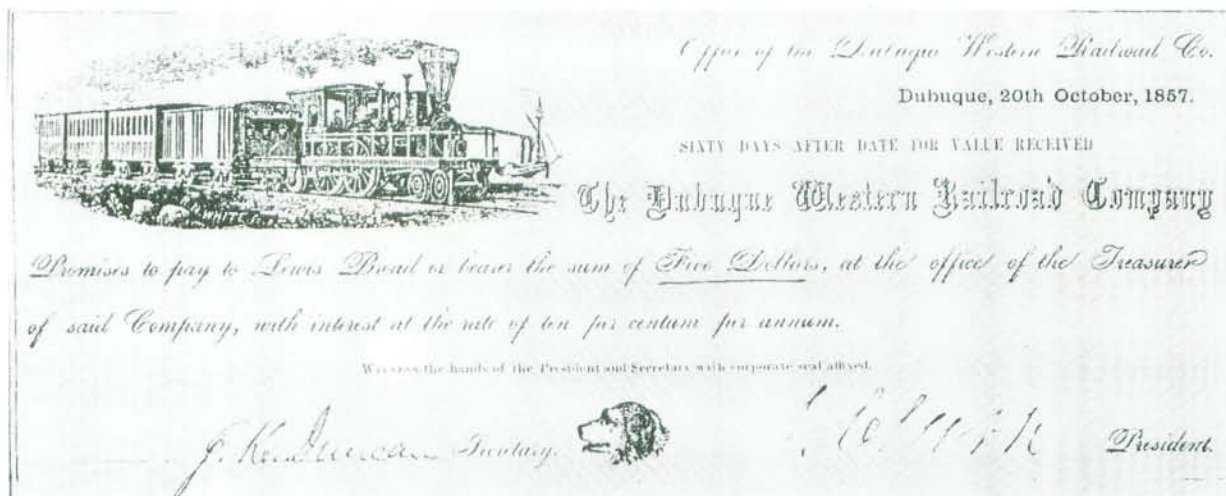 Office of the Dubuque Western Railroad Co.
Dubuque, 20th October, 1857.
SIXTY DAYS AFTER DATE FOR VALUE RECEIVED
The Dubuque Western Railroad Company
Promises to pay to Lewis Broad or bearer the sum of Five Dollars, at the office of the Treasurer
of said Company, with interest at the rate of ten per centum per annum.
Witness the hands of the President and Secretary with corporate seal affixed.
J. Ken Duncan Secretary.
President.